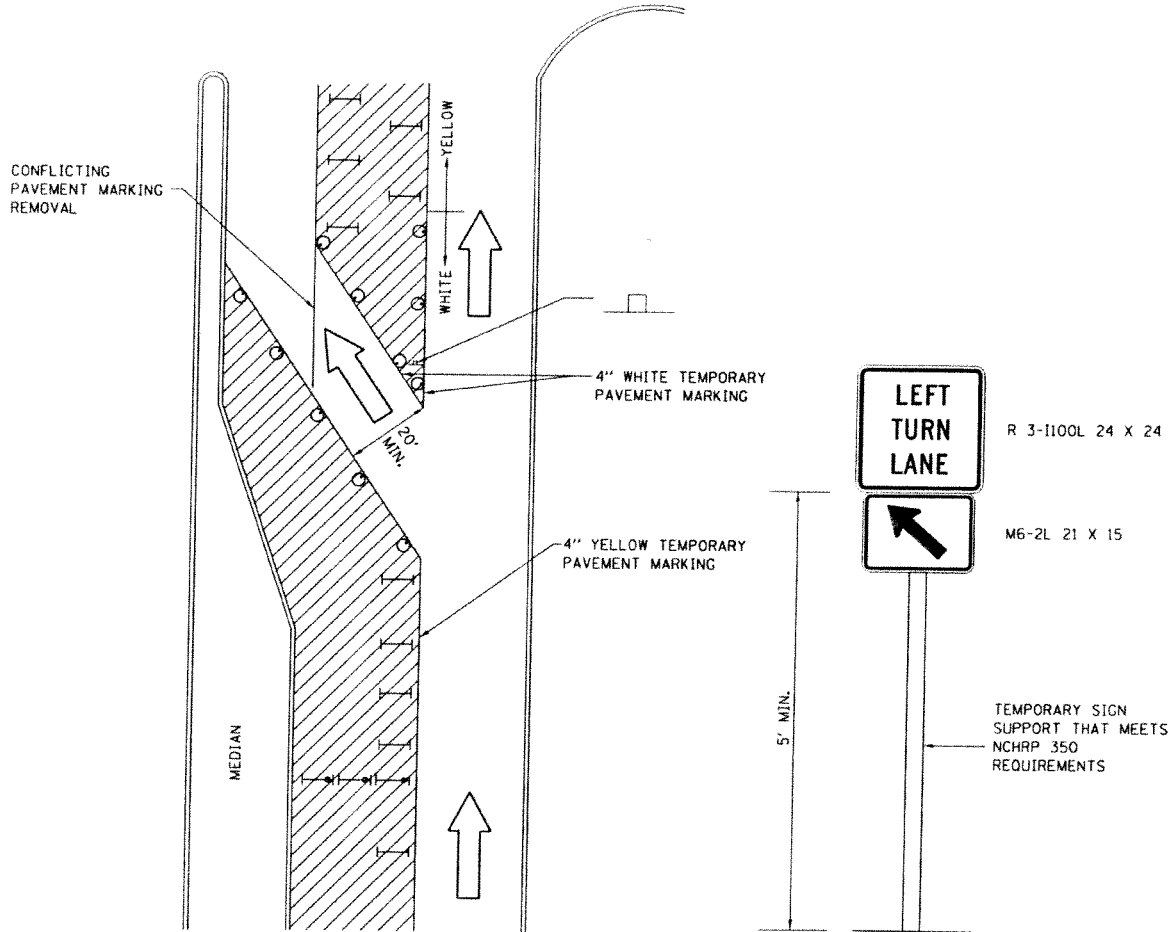 YELLOW
WHITE
CONFLICTING
PAVEMENT MARKING
REMOVAL
4" WHITE TEMPORARY
PAVEMENT MARKING
20'
MIN.
4" YELLOW TEMPORARY
PAVEMENT MARKING
MEDIAN
LEFT
TURN
LANE
R 3-I100L 24 X 24
M6-2L 21 X 15
5' MIN.
TEMPORARY SIGN
SUPPORT THAT MEETS
NCHRP 350
REQUIREMENTS